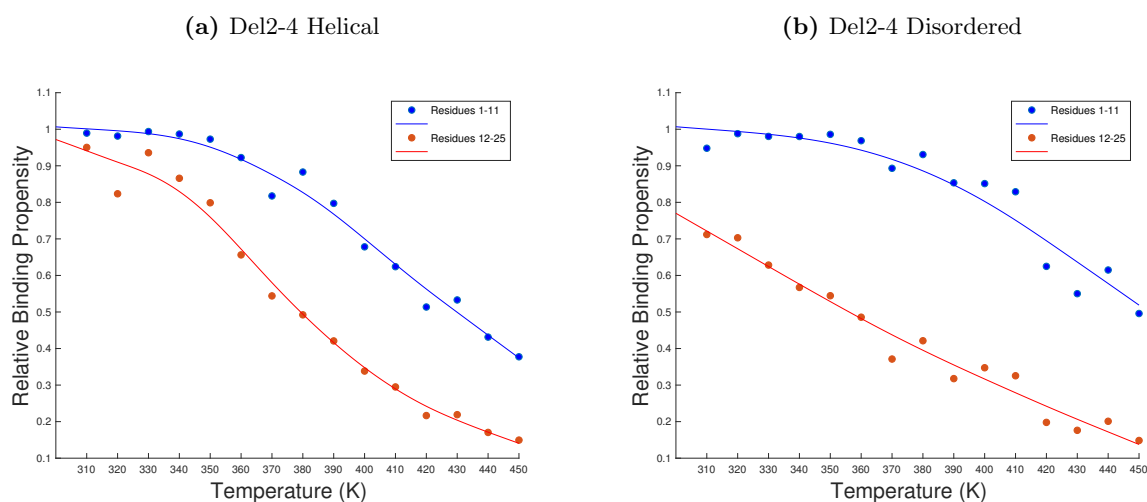 (a) Del2-4 Helical
(b) Del2-4 Disordered
Relative Binding Propensity
1.1
1
0.9
0.8
0.7
0.6
0.5
0.4
0.3
0.2
0.1
Residues 1-11
Residues 12-25
310 320 330 340 350 360 370 380 390 400 410 420 430 440 450
Temperature (K)
Relative Binding Propensity
1.1
1
0.9
0.8
0.7
0.6
0.5
0.4
0.3
0.2
0.1
Residues 1-11
Residues 12-25
310 320 330 340 350 360 370 380 390 400 410 420 430 440 450
Temperature (K)